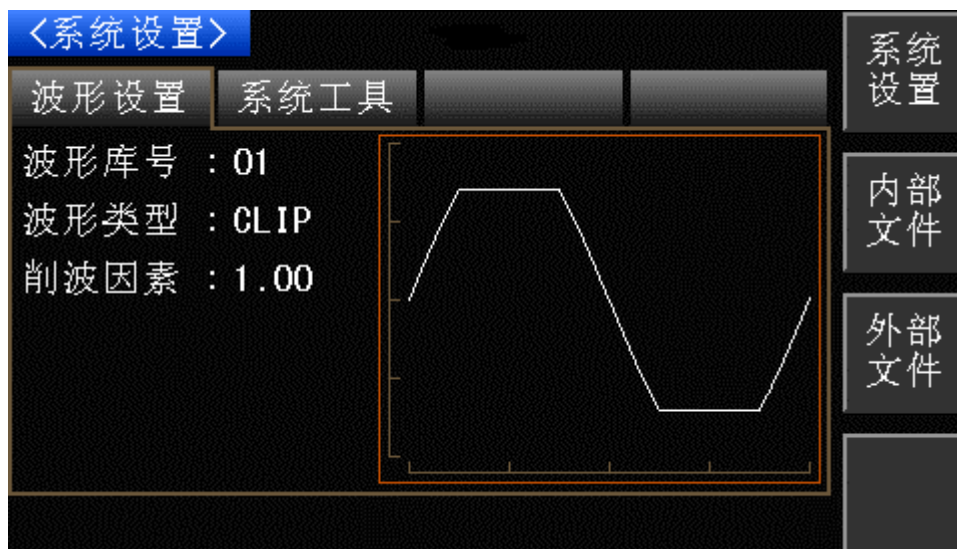 <系统设置>
波形设置 系统工具
波形库号 : 01
波形类型 : CLIP
削波因素 : 1.00
系统
设置
内部
文件
外部
文件